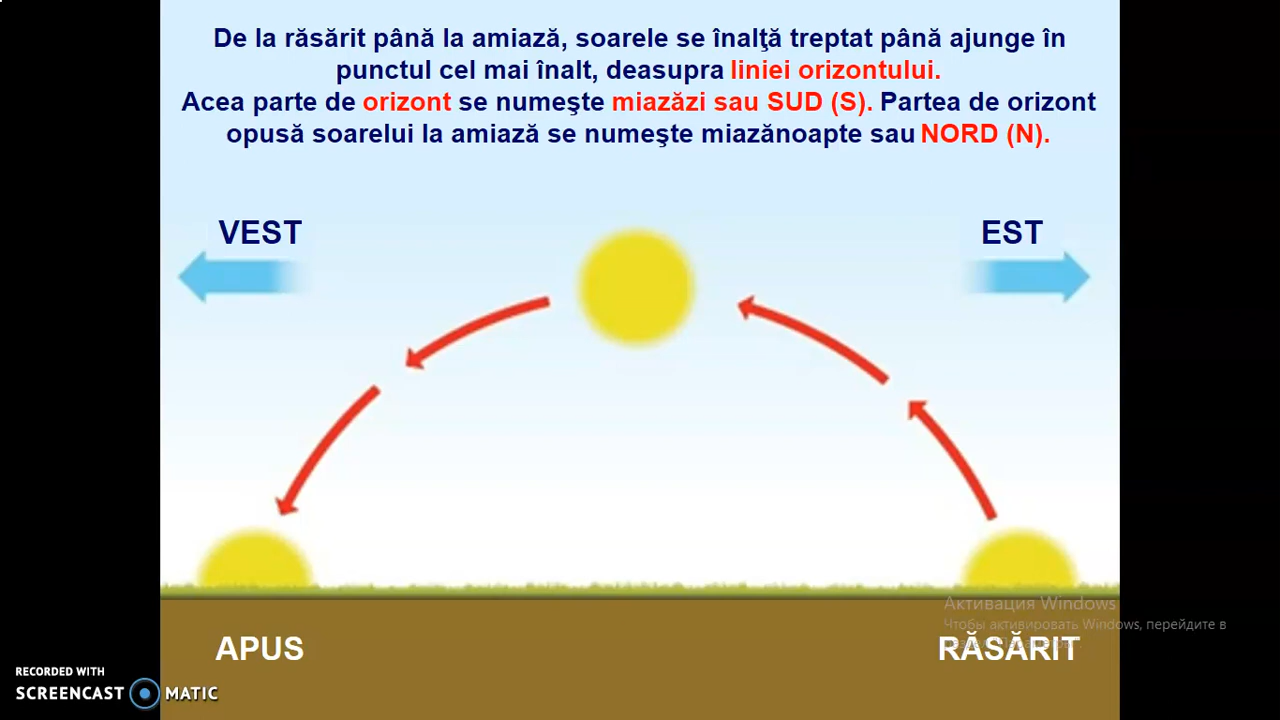 De la răsărit până la amiază, soarele se înalţă treptat până ajunge în
punctul cel mai înalt, deasupra liniei orizontului.
Acea parte de orizont se numeşte miazăzi sau SUD (S). Partea de orizont
opusă soarelui la amiază se numeşte miazănoapte sau NORD (N).
VEST
EST
Активация Windows
Чтобы активировать Windows, перейдите в
APUS
RĂSĂRIT
RECORDED WITH
SCREENCAST MATIC